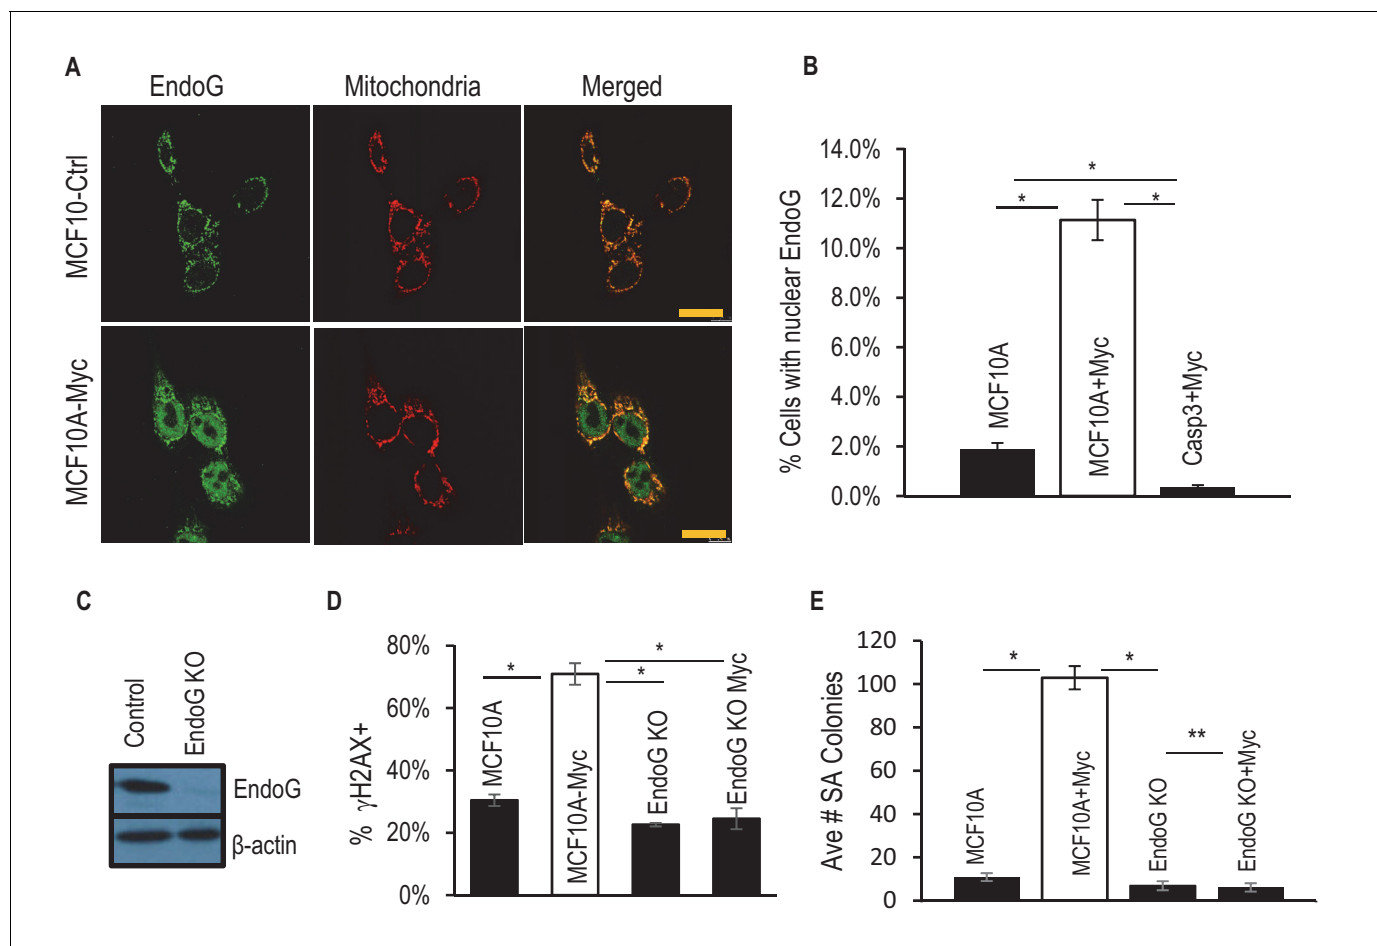 A
EndoG
Mitochondria
Merged
MCF10-Ctrl
MCF10A-Myc
B
% Cells with nuclear EndoG
14.0%
12.0%
10.0%
8.0%
6.0%
4.0%
2.0%
0.0%
*
*
*
MCF10A
MCF10A+Myc
Casp3+Myc
C
Control
EndoG KO
EndoG
β-actin
D
% γH2AX+
80%
60%
40%
20%
0%
*
*
*
MCF10A
MCF10A-Myc
EndoG KO
EndoG KO Myc
E
Ave # SA Colonies
120
100
80
60
40
20
0
*
*
**
MCF10A
MCF10A+Myc
EndoG KO
EndoG KO+Myc